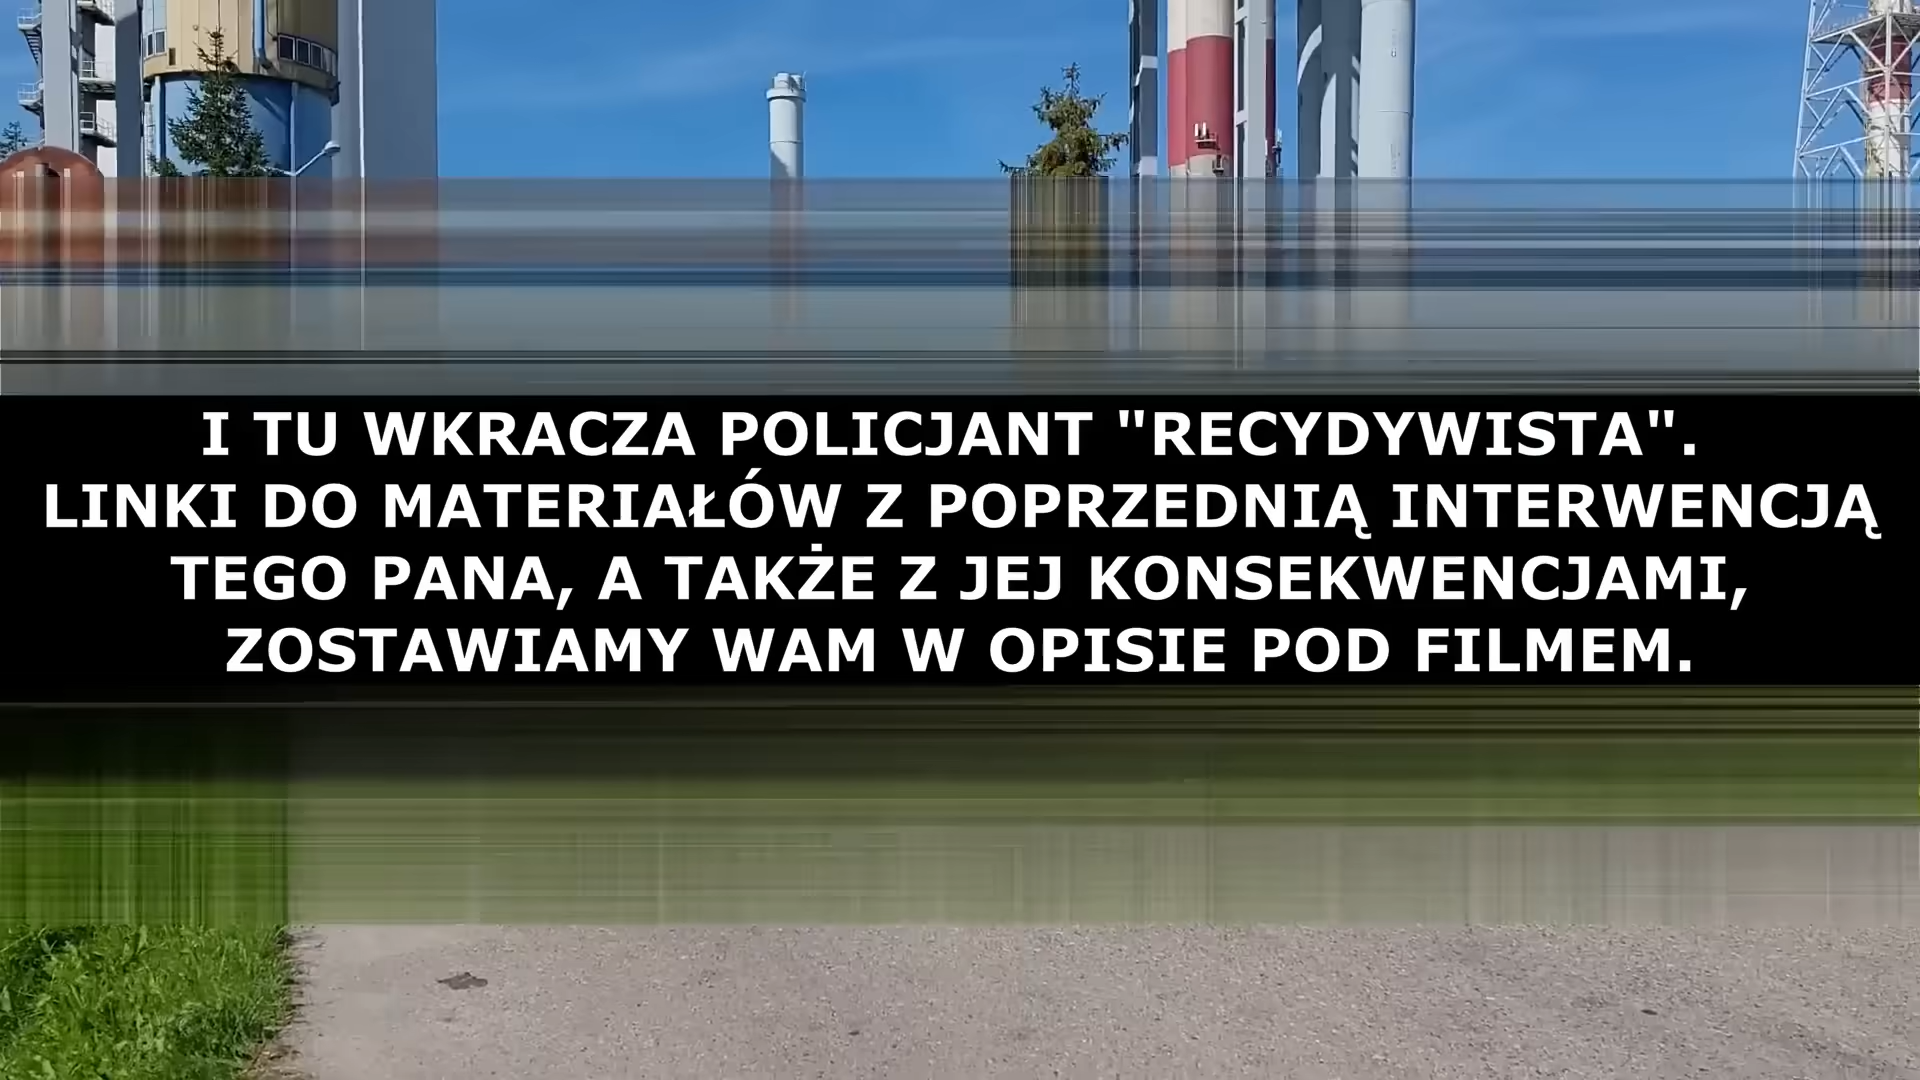 I TU WKRACZA POLICJANT "RECYDYWISTA".
LINKI DO MATERIAŁÓW Z POPRZEDNIĄ INTERWENCJĄ
TEGO PANA, A TAKŻE Z JEJ KONSEKWENCJAMI,
ZOSTAWIAMY WAM W OPISIE POD FILMEM.